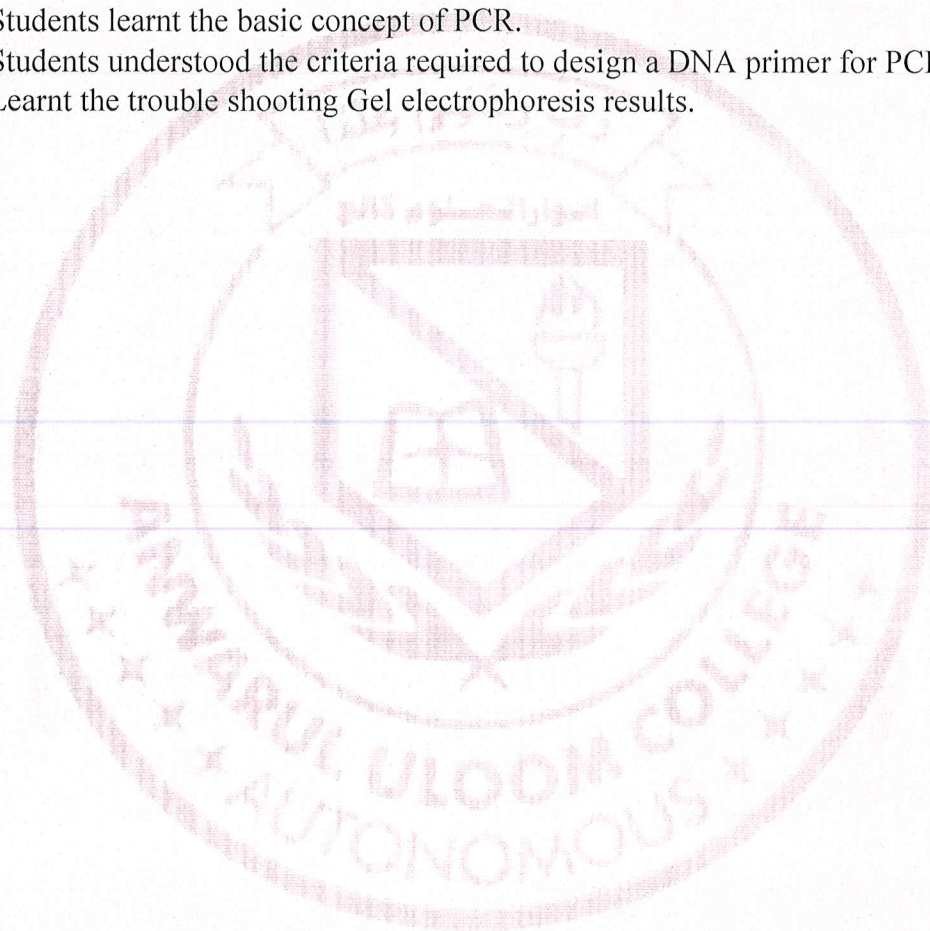 Students learnt the basic concept of PCR.
Students understood the criteria required to design a DNA primer for PCR
Learnt the trouble shooting Gel electrophoresis results.
ANWARUL ULOOM COLLEGE
AUTONOMOUS